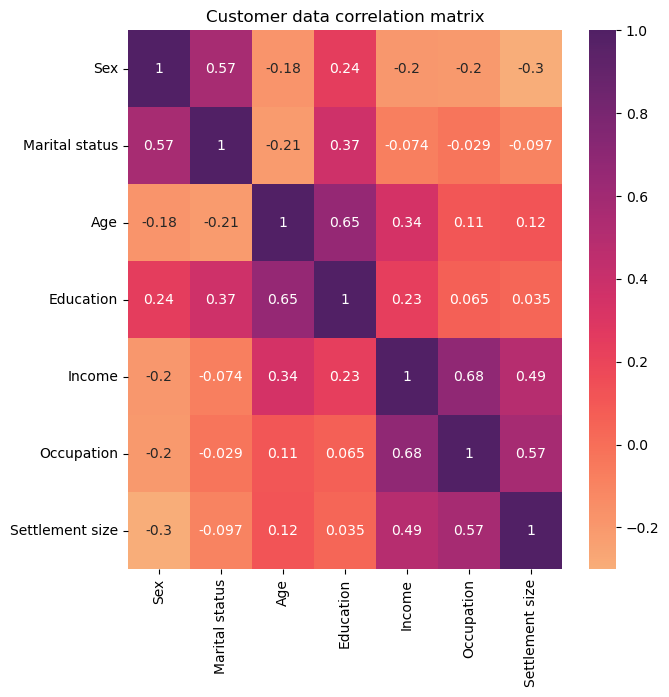 Customer data correlation matrix
Sex 1 0.57 -0.18 0.24 -0.2 -0.2 -0.3
Marital status 0.57 1 -0.21 0.37 -0.074 -0.029 -0.097
Age -0.18 -0.21 1 0.65 0.34 0.11 0.12
Education 0.24 0.37 0.65 1 0.23 0.065 0.035
Income -0.2 -0.074 0.34 0.23 1 0.68 0.49
Occupation -0.2 -0.029 0.11 0.065 0.68 1 0.57
Settlement size -0.3 -0.097 0.12 0.035 0.49 0.57 1
Sex
Marital status
Age
Education
Income
Occupation
Settlement size
1.0
0.8
0.6
0.4
0.2
0.0
−0.2